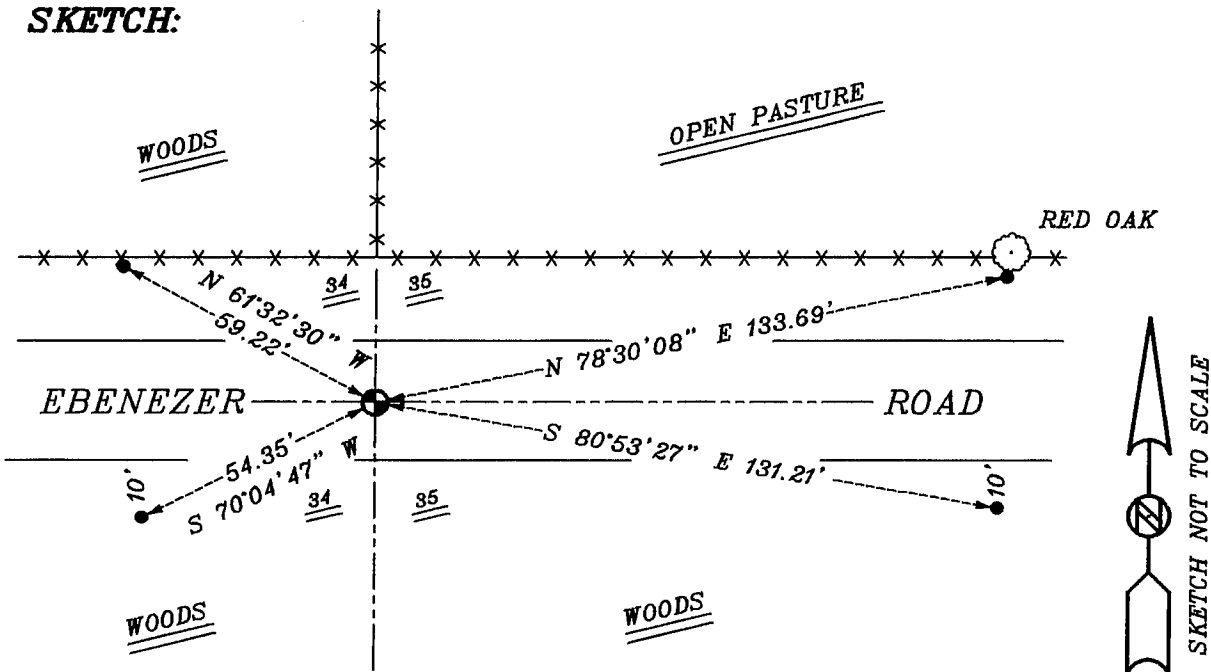 SKETCH:
WOODS
OPEN PASTURE
RED OAK
34
35
N 61°32'30" W
59.22'
N 78°30'08" E 133.69'
EBENEZER
ROAD
S 80°53'27" E 131.21'
54.35'
S 70°04'47" W
10'
10'
34
35
WOODS
WOODS
N
SKETCH NOT TO SCALE